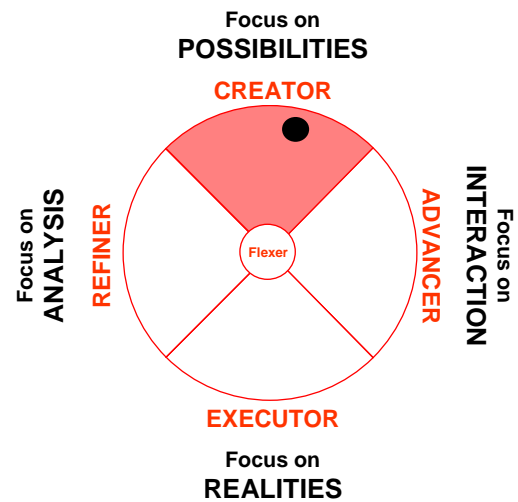 Focus on
POSSIBILITIES
CREATOR
Focus on
ANALYSIS
REFINER
Flexer
ADVANCER
Focus on
INTERACTION
EXECUTOR
Focus on
REALITIES